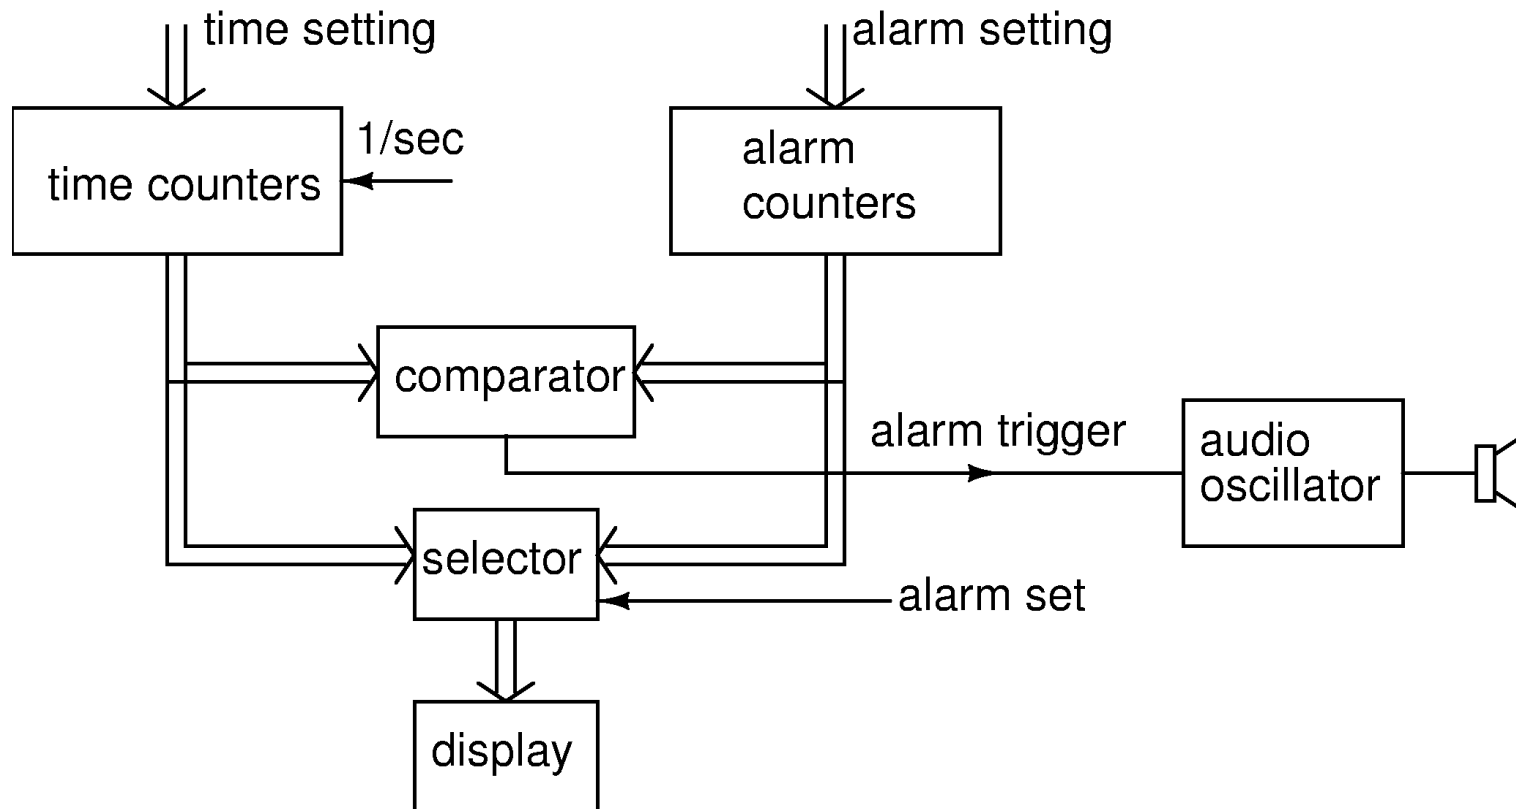 time setting
alarm setting
1/sec
time counters
alarm
counters
comparator
alarm trigger
audio
oscillator
selector
alarm set
display